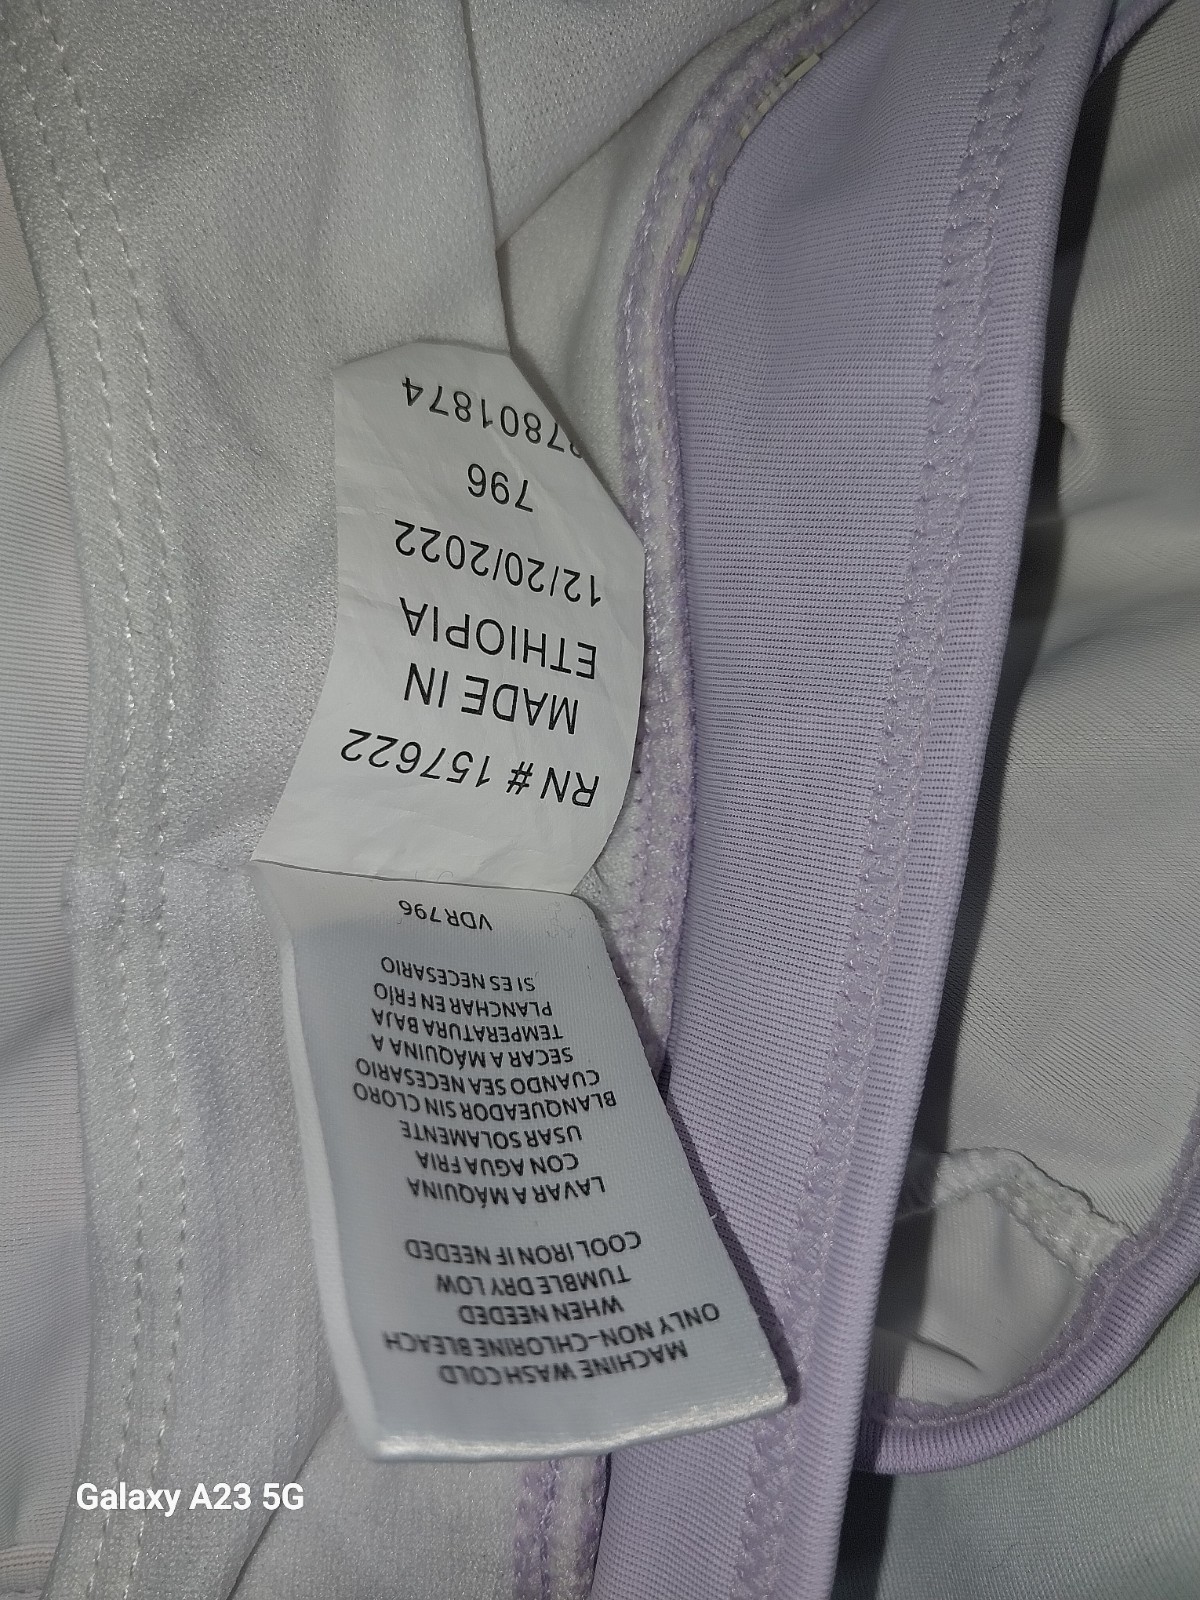 MACHINE WASH COLD
ONLY NON-CHLORINE BLEACH
WHEN NEEDED
TUMBLE DRY LOW
COOL IRON IF NEEDED
LAVAR A MÁQUINA
CON AGUA FRIA
USAR SOLAMENTE
BLANQUEADOR SIN CLORO
CUANDO SEA NECESARIO
SECAR A MÁQUINA A
TEMPERATURA BAJA
PLANCHAR EN FRÍO
SI ES NECESARIO
VDR796
RN # 157622
MADE IN
ETHIOPIA
12/20/2022
796
7801874
Galaxy A23 5G